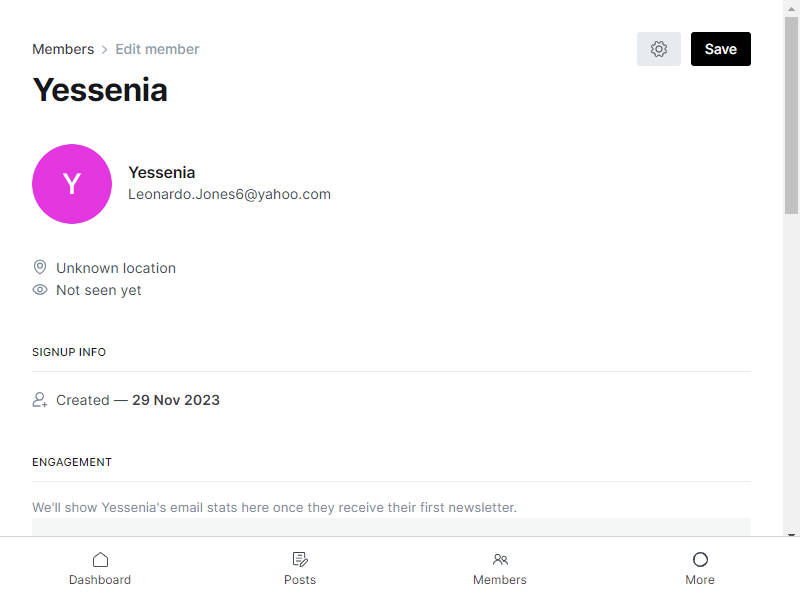 Members > Edit member
Save
Yessenia
Y
Yessenia
Leonardo.Jones6@yahoo.com
Unknown location
Not seen yet
SIGNUP INFO
Created — 29 Nov 2023
ENGAGEMENT
We'll show Yessenia's email stats here once they receive their first newsletter.
Dashboard
Posts
Members
More